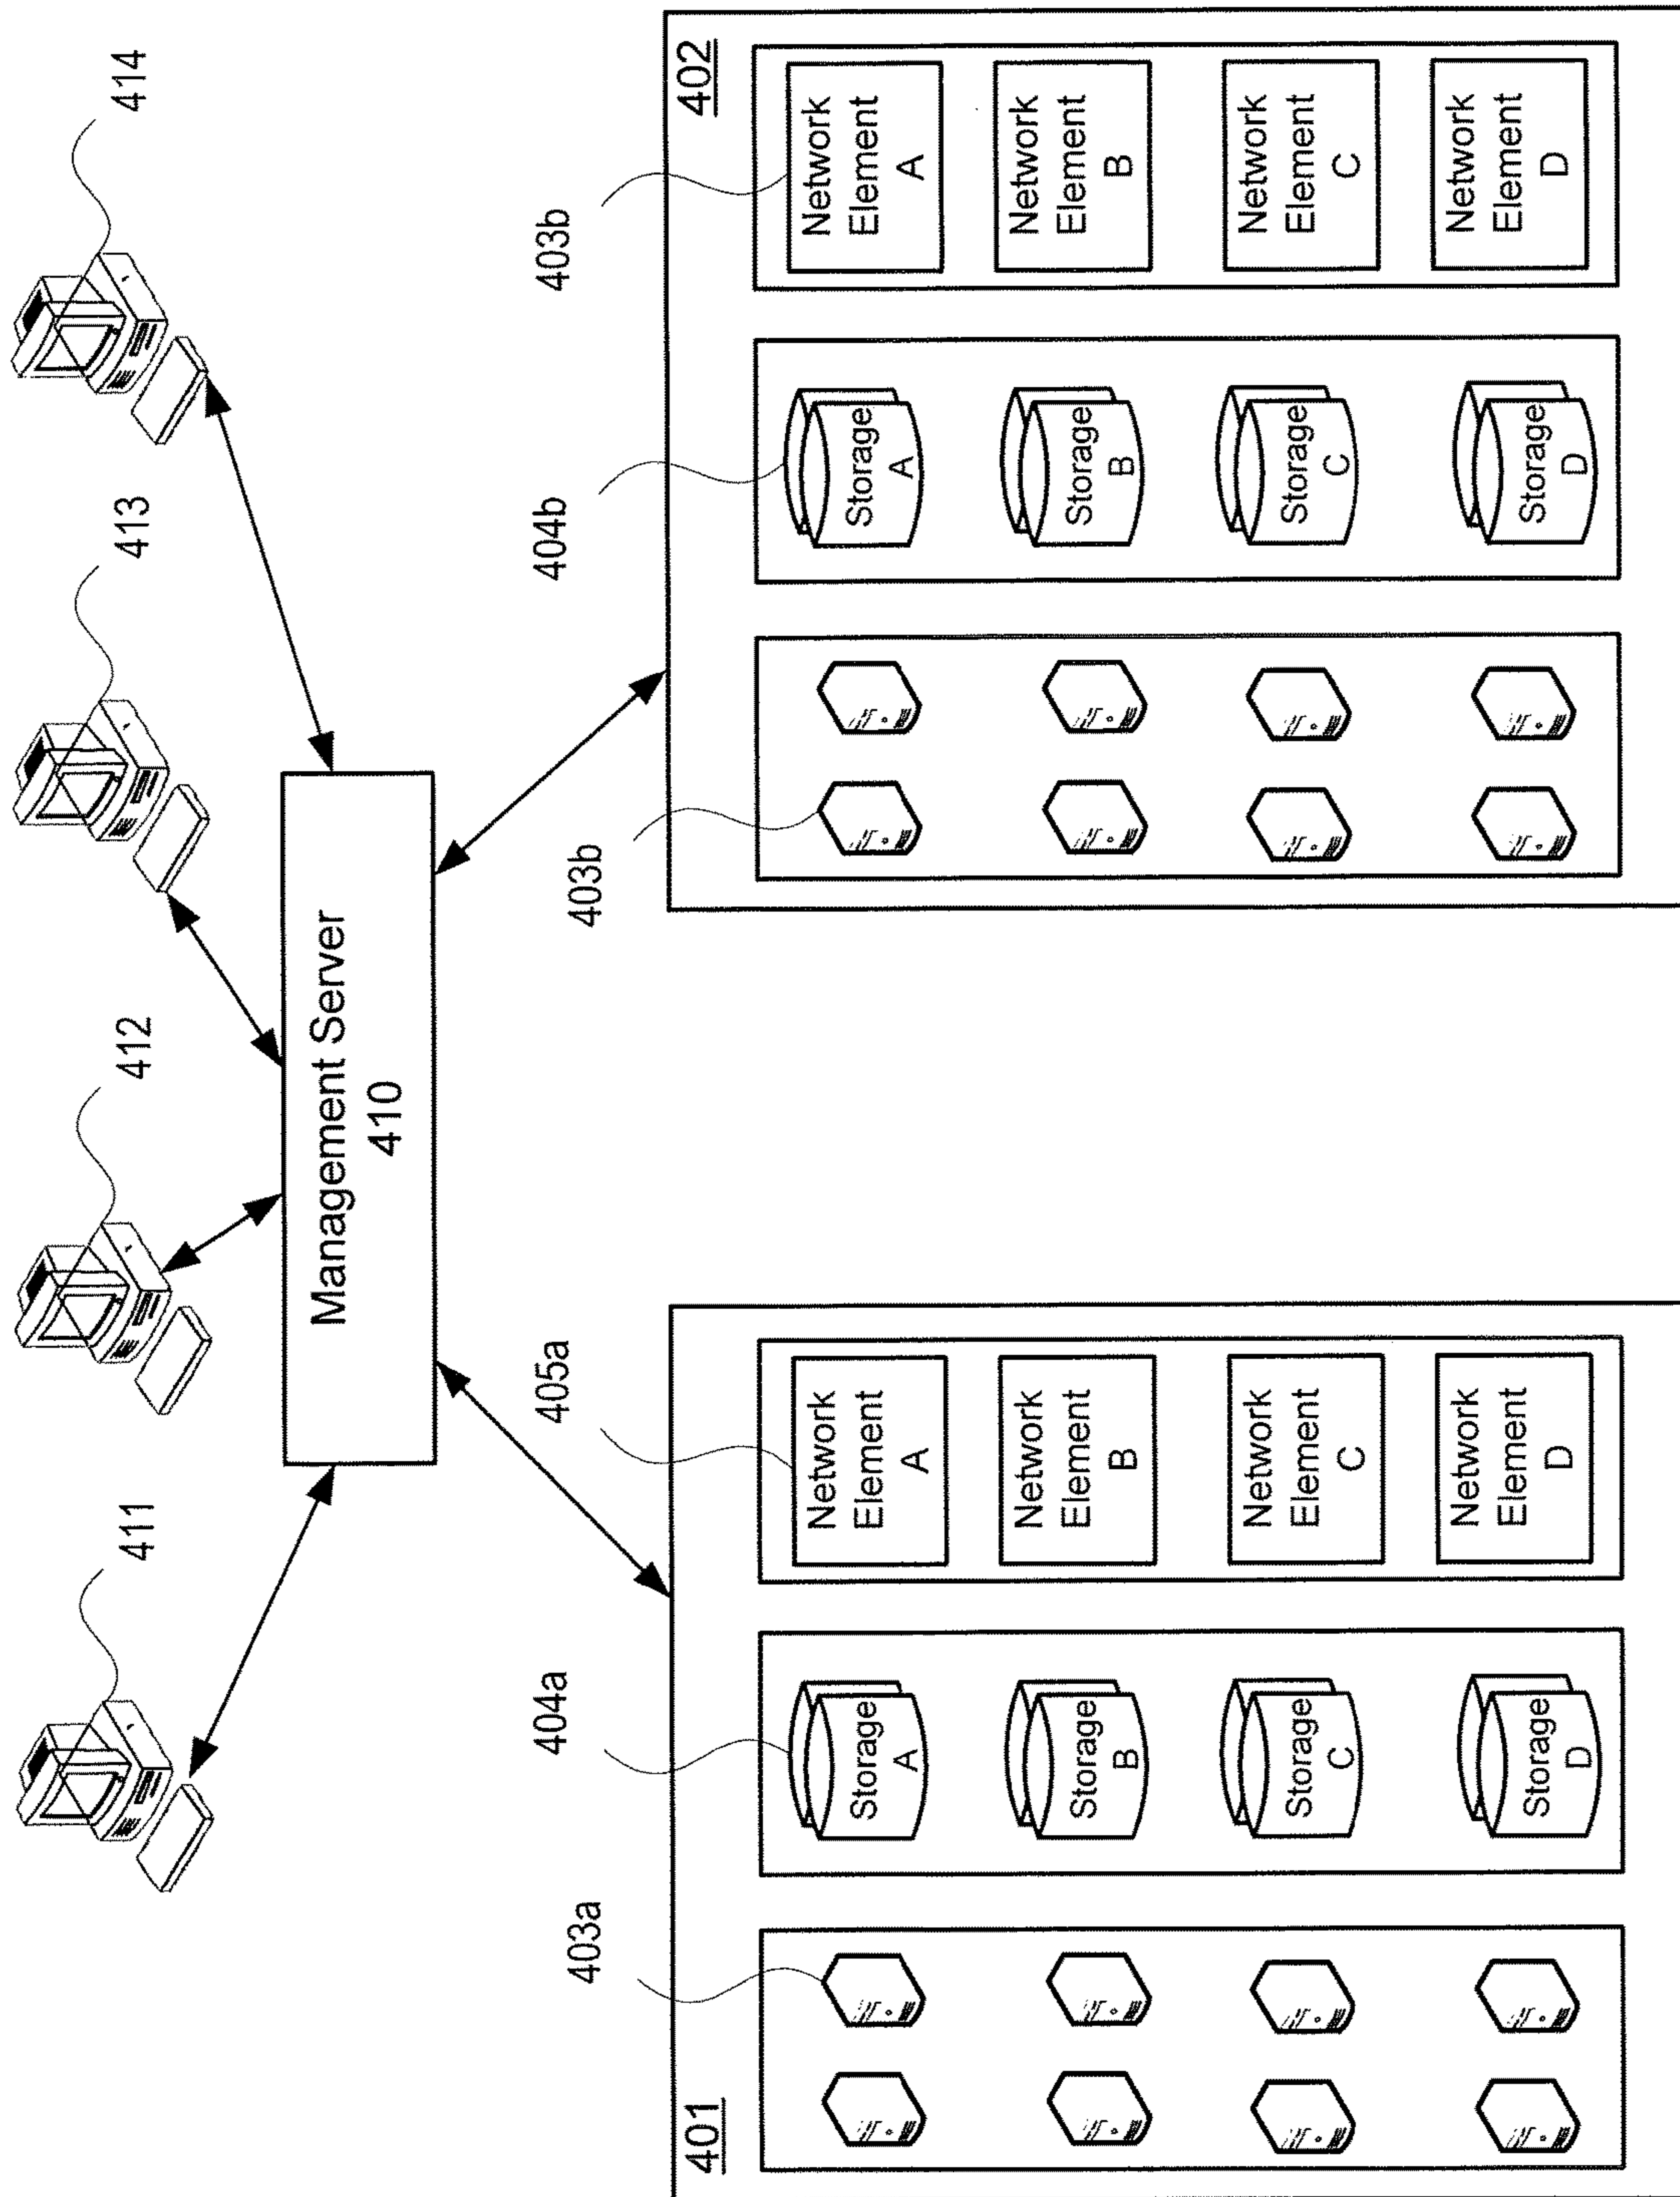 411
412
413
414
Management Server
410
401
403a
404a
405a
Storage
A
Storage
B
Storage
C
Storage
D
Network
Element
A
Network
Element
B
Network
Element
C
Network
Element
D
402
403b
404b
403b
Storage
A
Storage
B
Storage
C
Storage
D
Network
Element
A
Network
Element
B
Network
Element
C
Network
Element
D